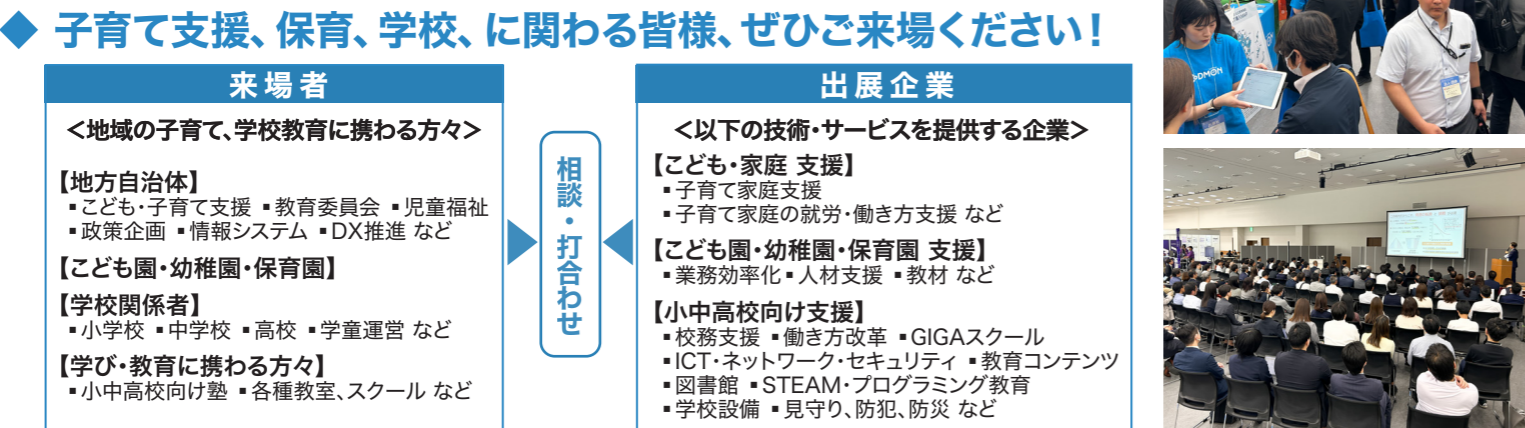 ◆ 子育て支援、保育、学校、に関わる皆様、ぜひご来場ください！
来場者
＜地域の子育て、学校教育に携わる方々＞
【地方自治体】
▪こども・子育て支援 ▪教育委員会 ▪児童福祉
▪政策企画 ▪情報システム ▪DX推進 など
【こども園・幼稚園・保育園】
【学校関係者】
▪小学校 ▪中学校 ▪高校 ▪学童運営 など
【学び・教育に携わる方々】
▪小中高校向け塾 ▪各種教室、スクール など
相談・打合わせ
出展企業
＜以下の技術・サービスを提供する企業＞
【こども・家庭 支援】
▪子育て家庭支援
▪子育て家庭の就労・働き方支援 など
【こども園・幼稚園・保育園 支援】
▪業務効率化 ▪人材支援 ▪教材 など
【小中高校向け支援】
▪校務支援 ▪働き方改革 ▪GIGAスクール
▪ICT・ネットワーク・セキュリティ ▪教育コンテンツ
▪図書館 ▪STEAM・プログラミング教育
▪学校設備 ▪見守り、防犯、防災 など